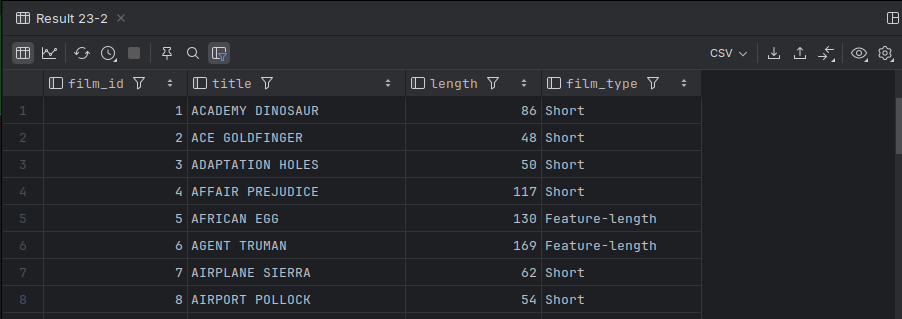 Result 23-2
CSV
film_id title length film_type
1 1 ACADEMY DINOSAUR 86 Short
2 2 ACE GOLDFINGER 48 Short
3 3 ADAPTATION HOLES 50 Short
4 4 AFFAIR PREJUDICE 117 Short
5 5 AFRICAN EGG 130 Feature-length
6 6 AGENT TRUMAN 169 Feature-length
7 7 AIRPLANE SIERRA 62 Short
8 8 AIRPORT POLLOCK 54 Short